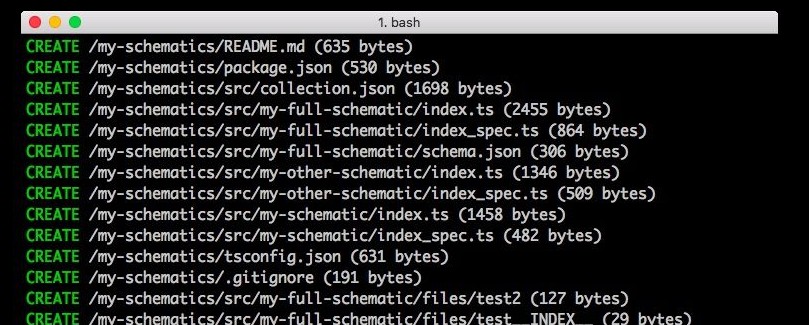 1. bash
CREATE /my-schematics/README.md (635 bytes)
CREATE /my-schematics/package.json (530 bytes)
CREATE /my-schematics/src/collection.json (1698 bytes)
CREATE /my-schematics/src/my-full-schematic/index.ts (2455 bytes)
CREATE /my-schematics/src/my-full-schematic/index_spec.ts (864 bytes)
CREATE /my-schematics/src/my-full-schematic/schema.json (306 bytes)
CREATE /my-schematics/src/my-other-schematic/index.ts (1346 bytes)
CREATE /my-schematics/src/my-other-schematic/index_spec.ts (509 bytes)
CREATE /my-schematics/src/my-schematic/index.ts (1458 bytes)
CREATE /my-schematics/src/my-schematic/index_spec.ts (482 bytes)
CREATE /my-schematics/tsconfig.json (631 bytes)
CREATE /my-schematics/.gitignore (191 bytes)
CREATE /my-schematics/src/my-full-schematic/files/test2 (127 bytes)
CREATE /my-schematics/src/my-full-schematic/files/test__INDEX__ (29 bytes)